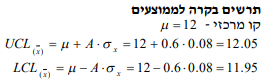 תרשים בקרה לממוצעים
קו מרכזי - μ = 12
UCL₍x̄₎ = μ + A · σₓ = 12 + 0.6 · 0.08 = 12.05
LCL₍x̄₎ = μ − A · σₓ = 12 − 0.6 · 0.08 = 11.95